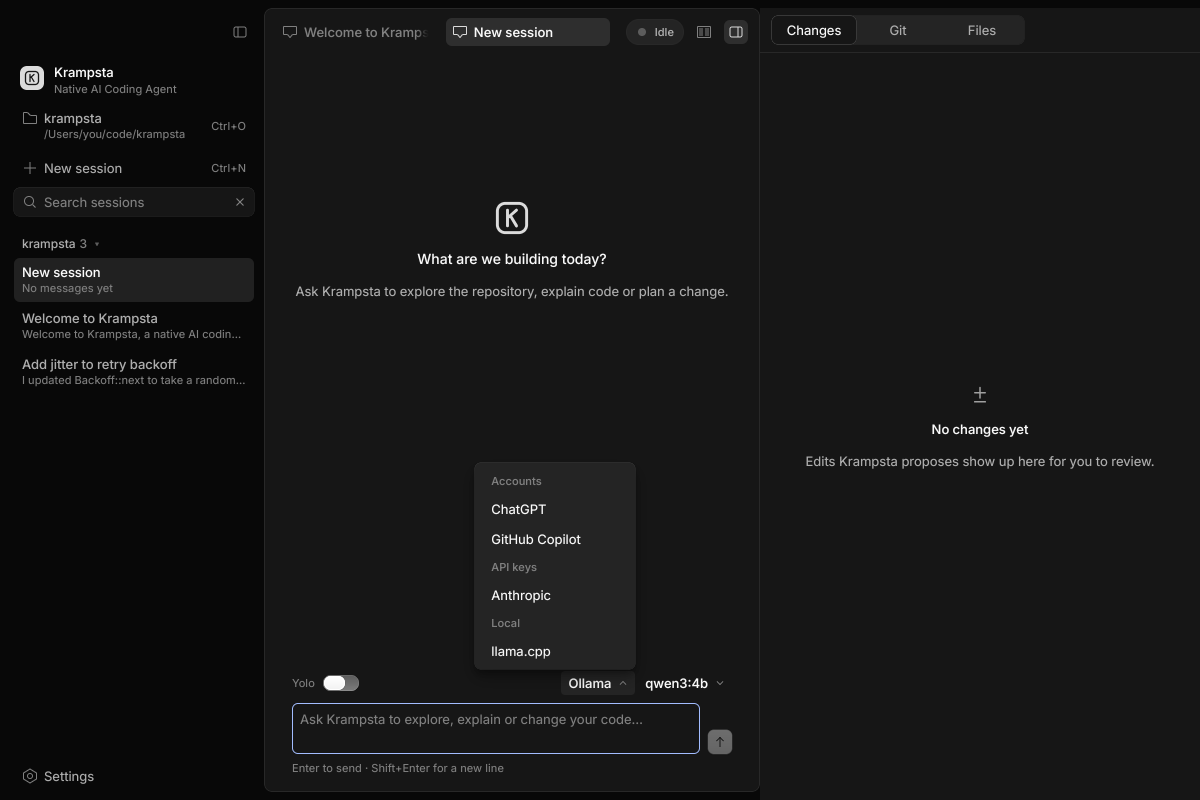 Krampsta
Native AI Coding Agent
krampsta
/Users/you/code/krampsta
Ctrl+O
New session
Ctrl+N
Search sessions
krampsta 3
New session
No messages yet
Welcome to Krampsta
Welcome to Krampsta, a native AI codin...
Add jitter to retry backoff
I updated Backoff::next to take a random...
Settings
Welcome to Kramps
New session
Idle
K
What are we building today?
Ask Krampsta to explore the repository, explain code or plan a change.
Accounts
ChatGPT
GitHub Copilot
API keys
Anthropic
Local
llama.cpp
Yolo
Ollama
qwen3:4b
Ask Krampsta to explore, explain or change your code...
Enter to send · Shift+Enter for a new line
Changes
Git
Files
No changes yet
Edits Krampsta proposes show up here for you to review.